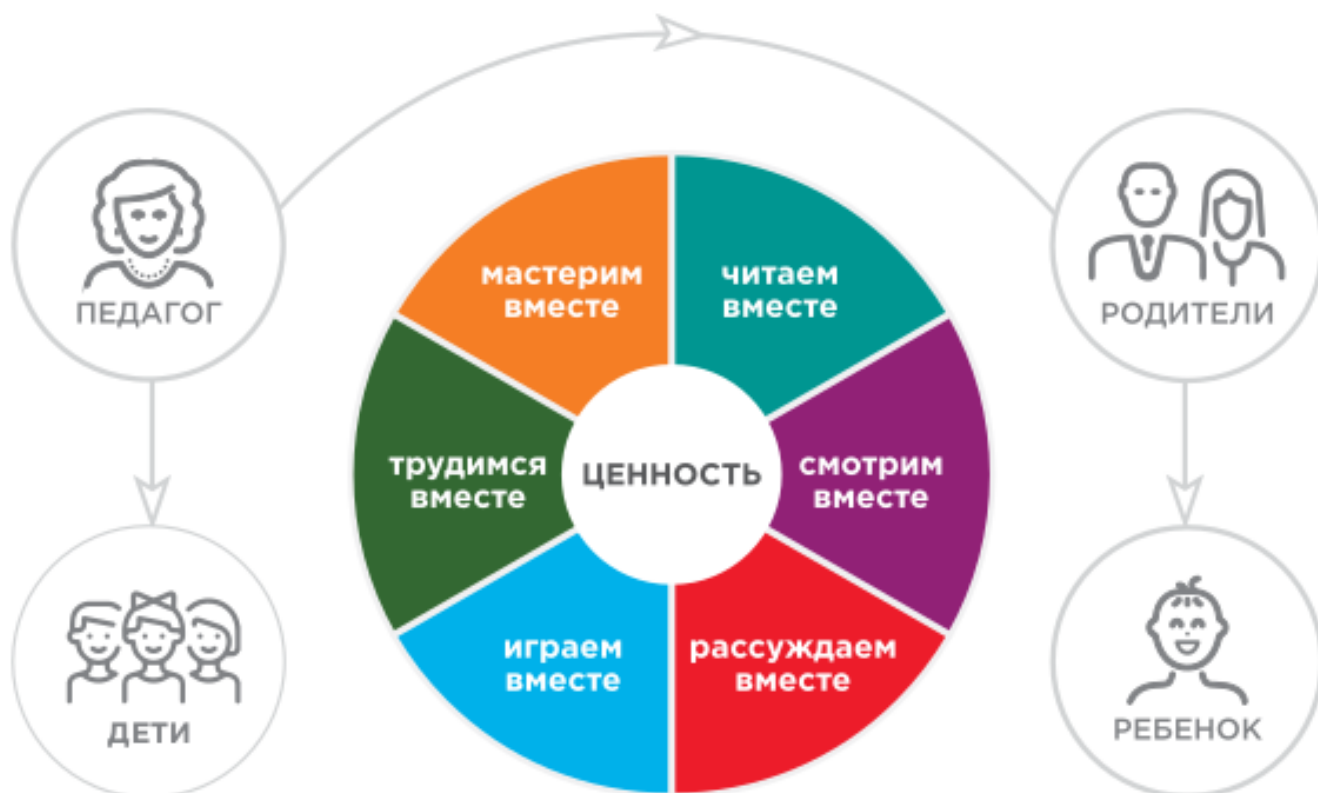 мастерим
вместе
читаем
вместе
ПЕДАГОГ
РОДИТЕЛИ
трудимся
вместе
ЦЕННОСТЬ
смотрим
вместе
играем
вместе
рассуждаем
вместе
ДЕТИ
РЕБЕНОК